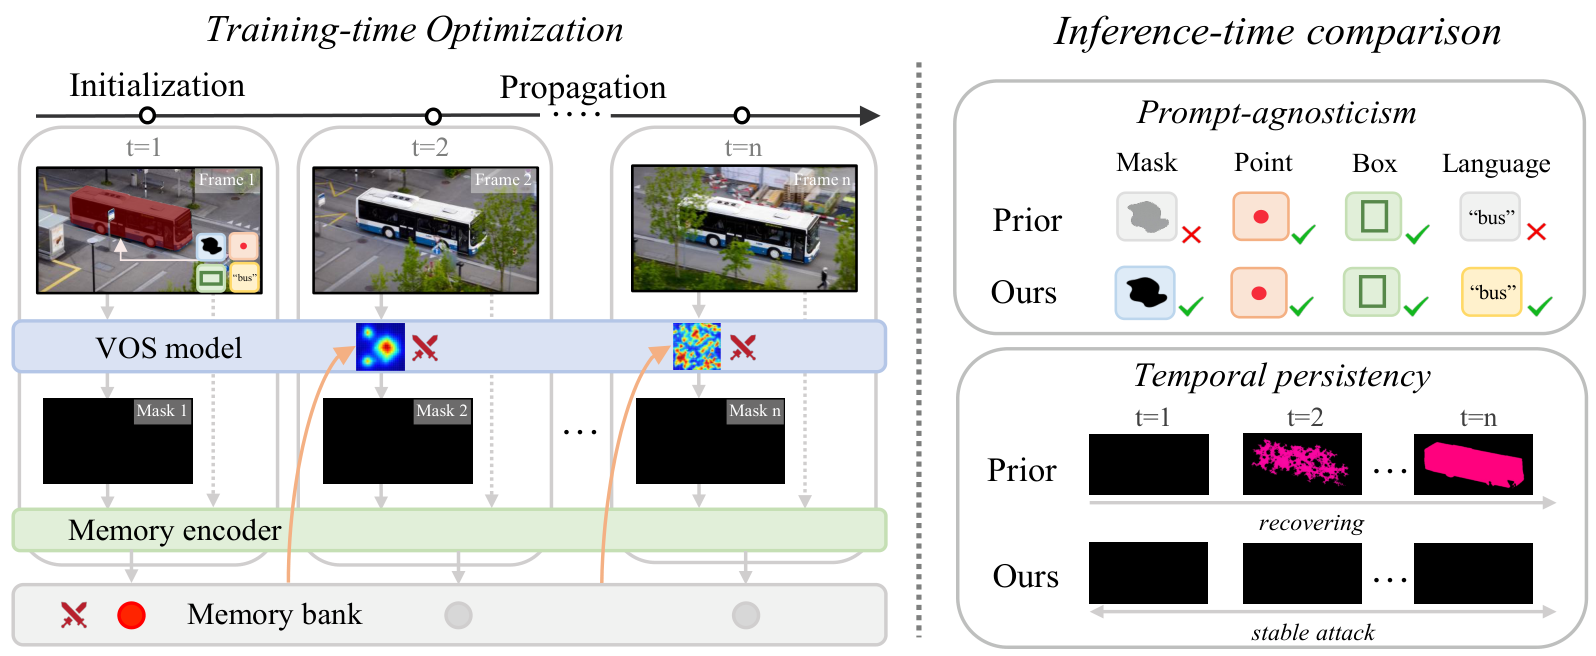 Training-time Optimization
Initialization
Propagation
t=1
t=2
t=n
Frame 1
Frame 2
Frame n
"bus"
VOS model
Mask 1
Mask 2
Mask n
Memory encoder
Memory bank
Inference-time comparison
Prompt-agnosticism
Mask Point Box Language
Prior "bus"
Ours "bus"
Temporal persistency
t=1 t=2 t=n
Prior
recovering
Ours
stable attack